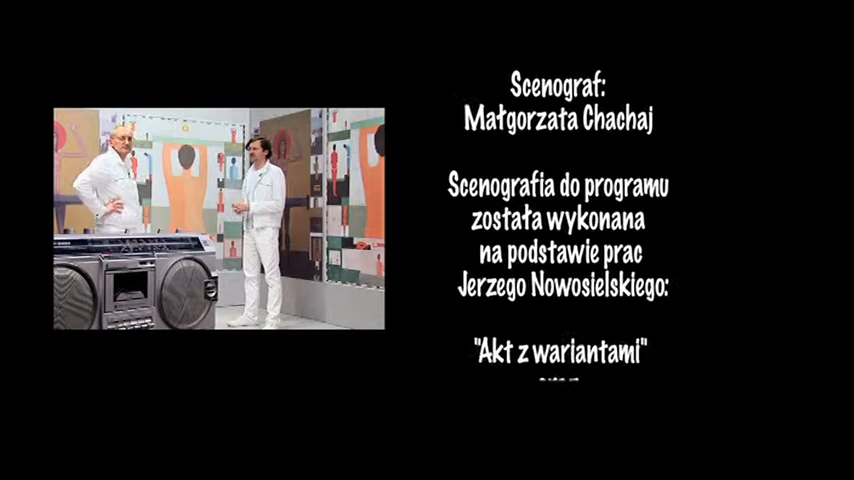 Scenograf:
Małgorzata Chachaj
Scenografia do programu
została wykonana
na podstawie prac
Jerzego Nowosielskiego:
"Akt z wariantami"